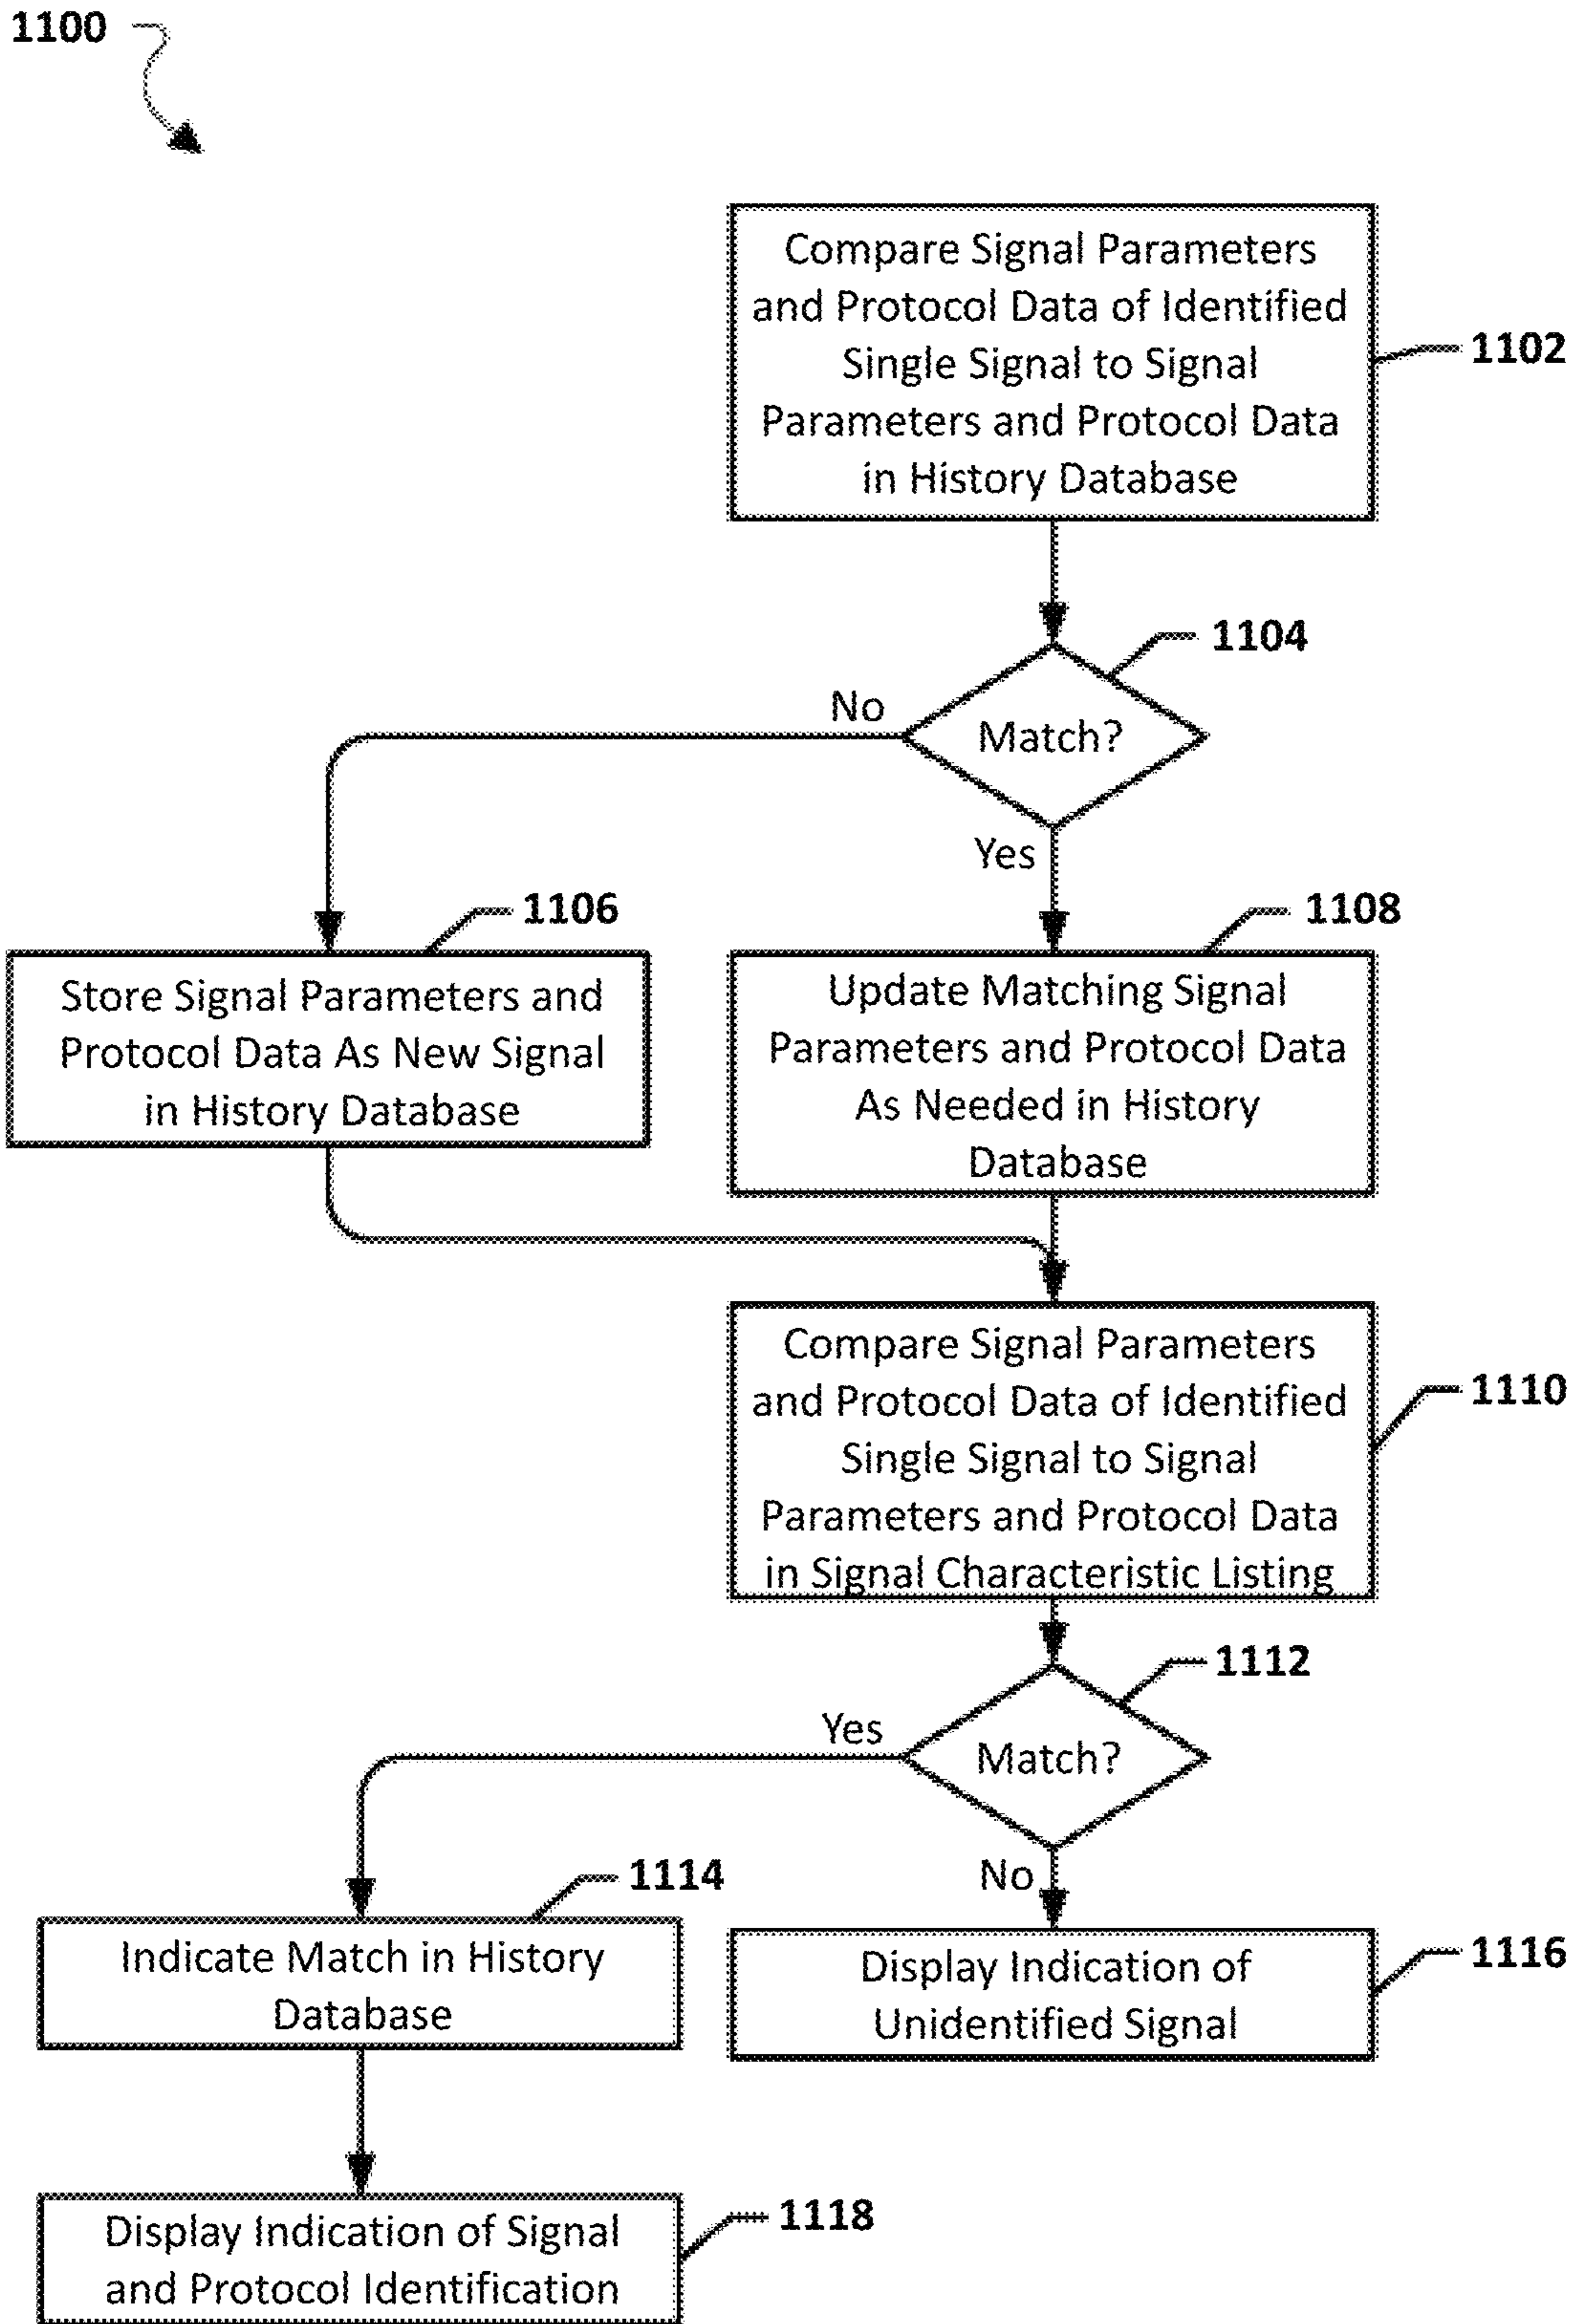 1100
Compare Signal Parameters
and Protocol Data of Identified
Single Signal to Signal
Parameters and Protocol Data
in History Database
1102
1104
Match?
No
Yes
1106
Store Signal Parameters and
Protocol Data As New Signal
in History Database
1108
Update Matching Signal
Parameters and Protocol Data
As Needed in History
Database
Compare Signal Parameters
and Protocol Data of Identified
Single Signal to Signal
Parameters and Protocol Data
in Signal Characteristic Listing
1110
1112
Match?
Yes
No
1114
Indicate Match in History
Database
Display Indication of
Unidentified Signal
1116
Display Indication of Signal
and Protocol Identification
1118